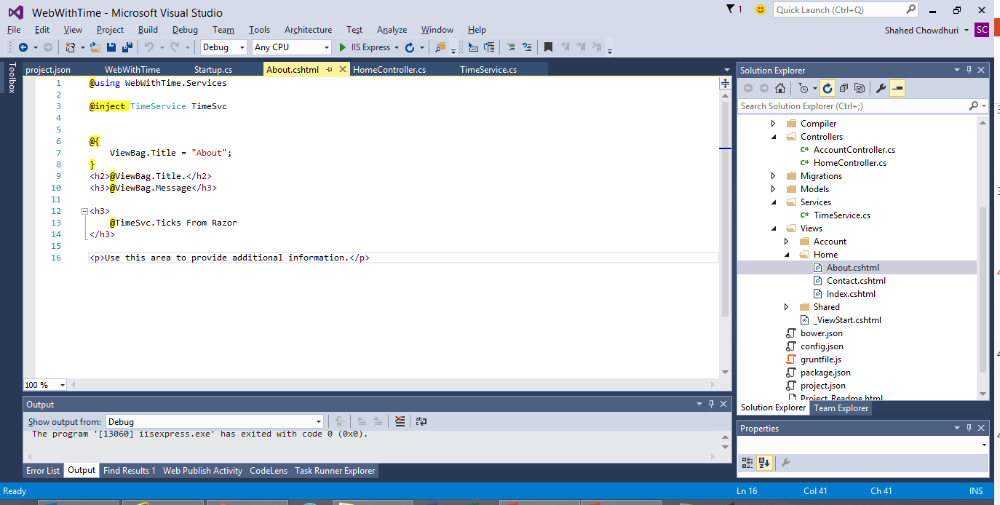 WebWithTime - Microsoft Visual Studio
1
Quick Launch (Ctrl+Q)
File Edit View Project Build Debug Team Tools Architecture Test Analyze Window Help
Shahed Chowdhuri SC
Debug Any CPU IIS Express
Toolbox
project.json WebWithTime Startup.cs About.cshtml HomeController.cs TimeService.cs
1 @using WebWithTime.Services
2
3 @inject TimeService TimeSvc
4
5
6 @{
7 ViewBag.Title = "About";
8 }
9 <h2>@ViewBag.Title.</h2>
10 <h3>@ViewBag.Message</h3>
11
12 <h3>
13 @TimeSvc.Ticks From Razor
14 </h3>
15
16 <p>Use this area to provide additional information.</p>
100 %
Output
Show output from: Debug
The program '[13060] iisexpress.exe' has exited with code 0 (0x0).
Error List Output Find Results 1 Web Publish Activity CodeLens Task Runner Explorer
Solution Explorer
Search Solution Explorer (Ctrl+;)
Compiler
Controllers
C# AccountController.cs
C# HomeController.cs
Migrations
Models
Services
C# TimeService.cs
Views
Account
Home
About.cshtml
Contact.cshtml
Index.cshtml
Shared
_ViewStart.cshtml
bower.json
config.json
gruntfile.js
package.json
project.json
Project_Readme.html
Solution Explorer Team Explorer
Properties
Ready Ln 16 Col 41 Ch 41 INS